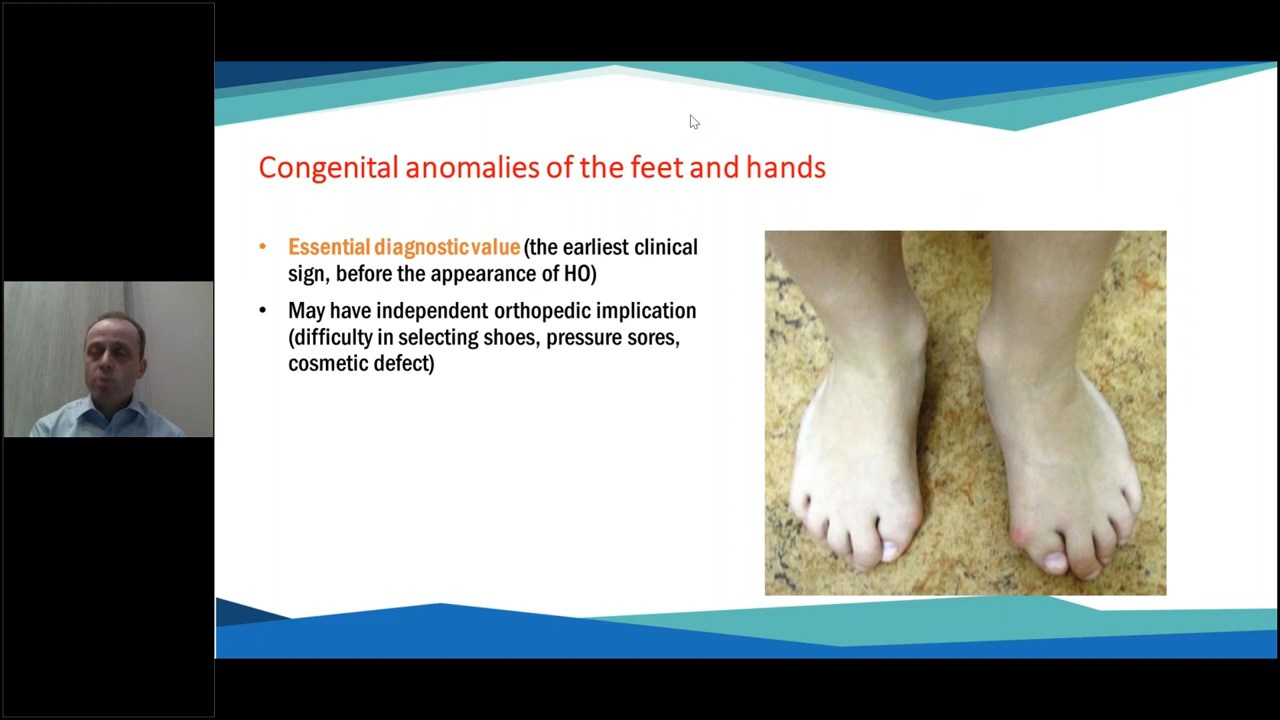 Congenital anomalies of the feet and hands
• Essential diagnostic value (the earliest clinical
sign, before the appearance of HO)
• May have independent orthopedic implication
(difficulty in selecting shoes, pressure sores,
cosmetic defect)